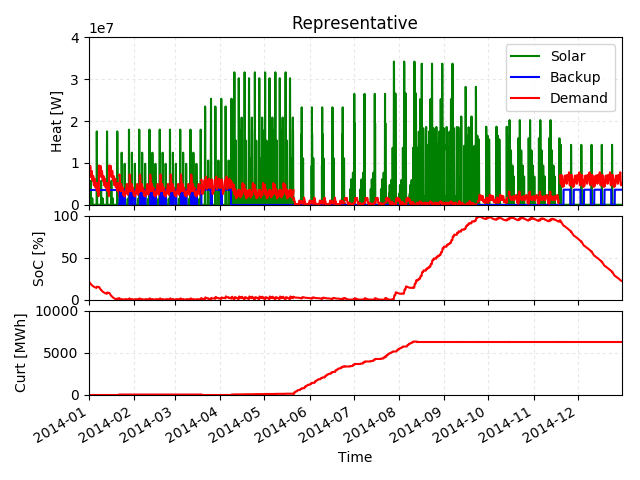 Representative
1e7
4
3
2
1
0
Heat [W]
Solar
Backup
Demand
100
50
0
SoC [%]
10000
5000
0
Curt [MWh]
2014-01
2014-02
2014-03
2014-04
2014-05
2014-06
2014-07
2014-08
2014-09
2014-10
2014-11
2014-12
Time